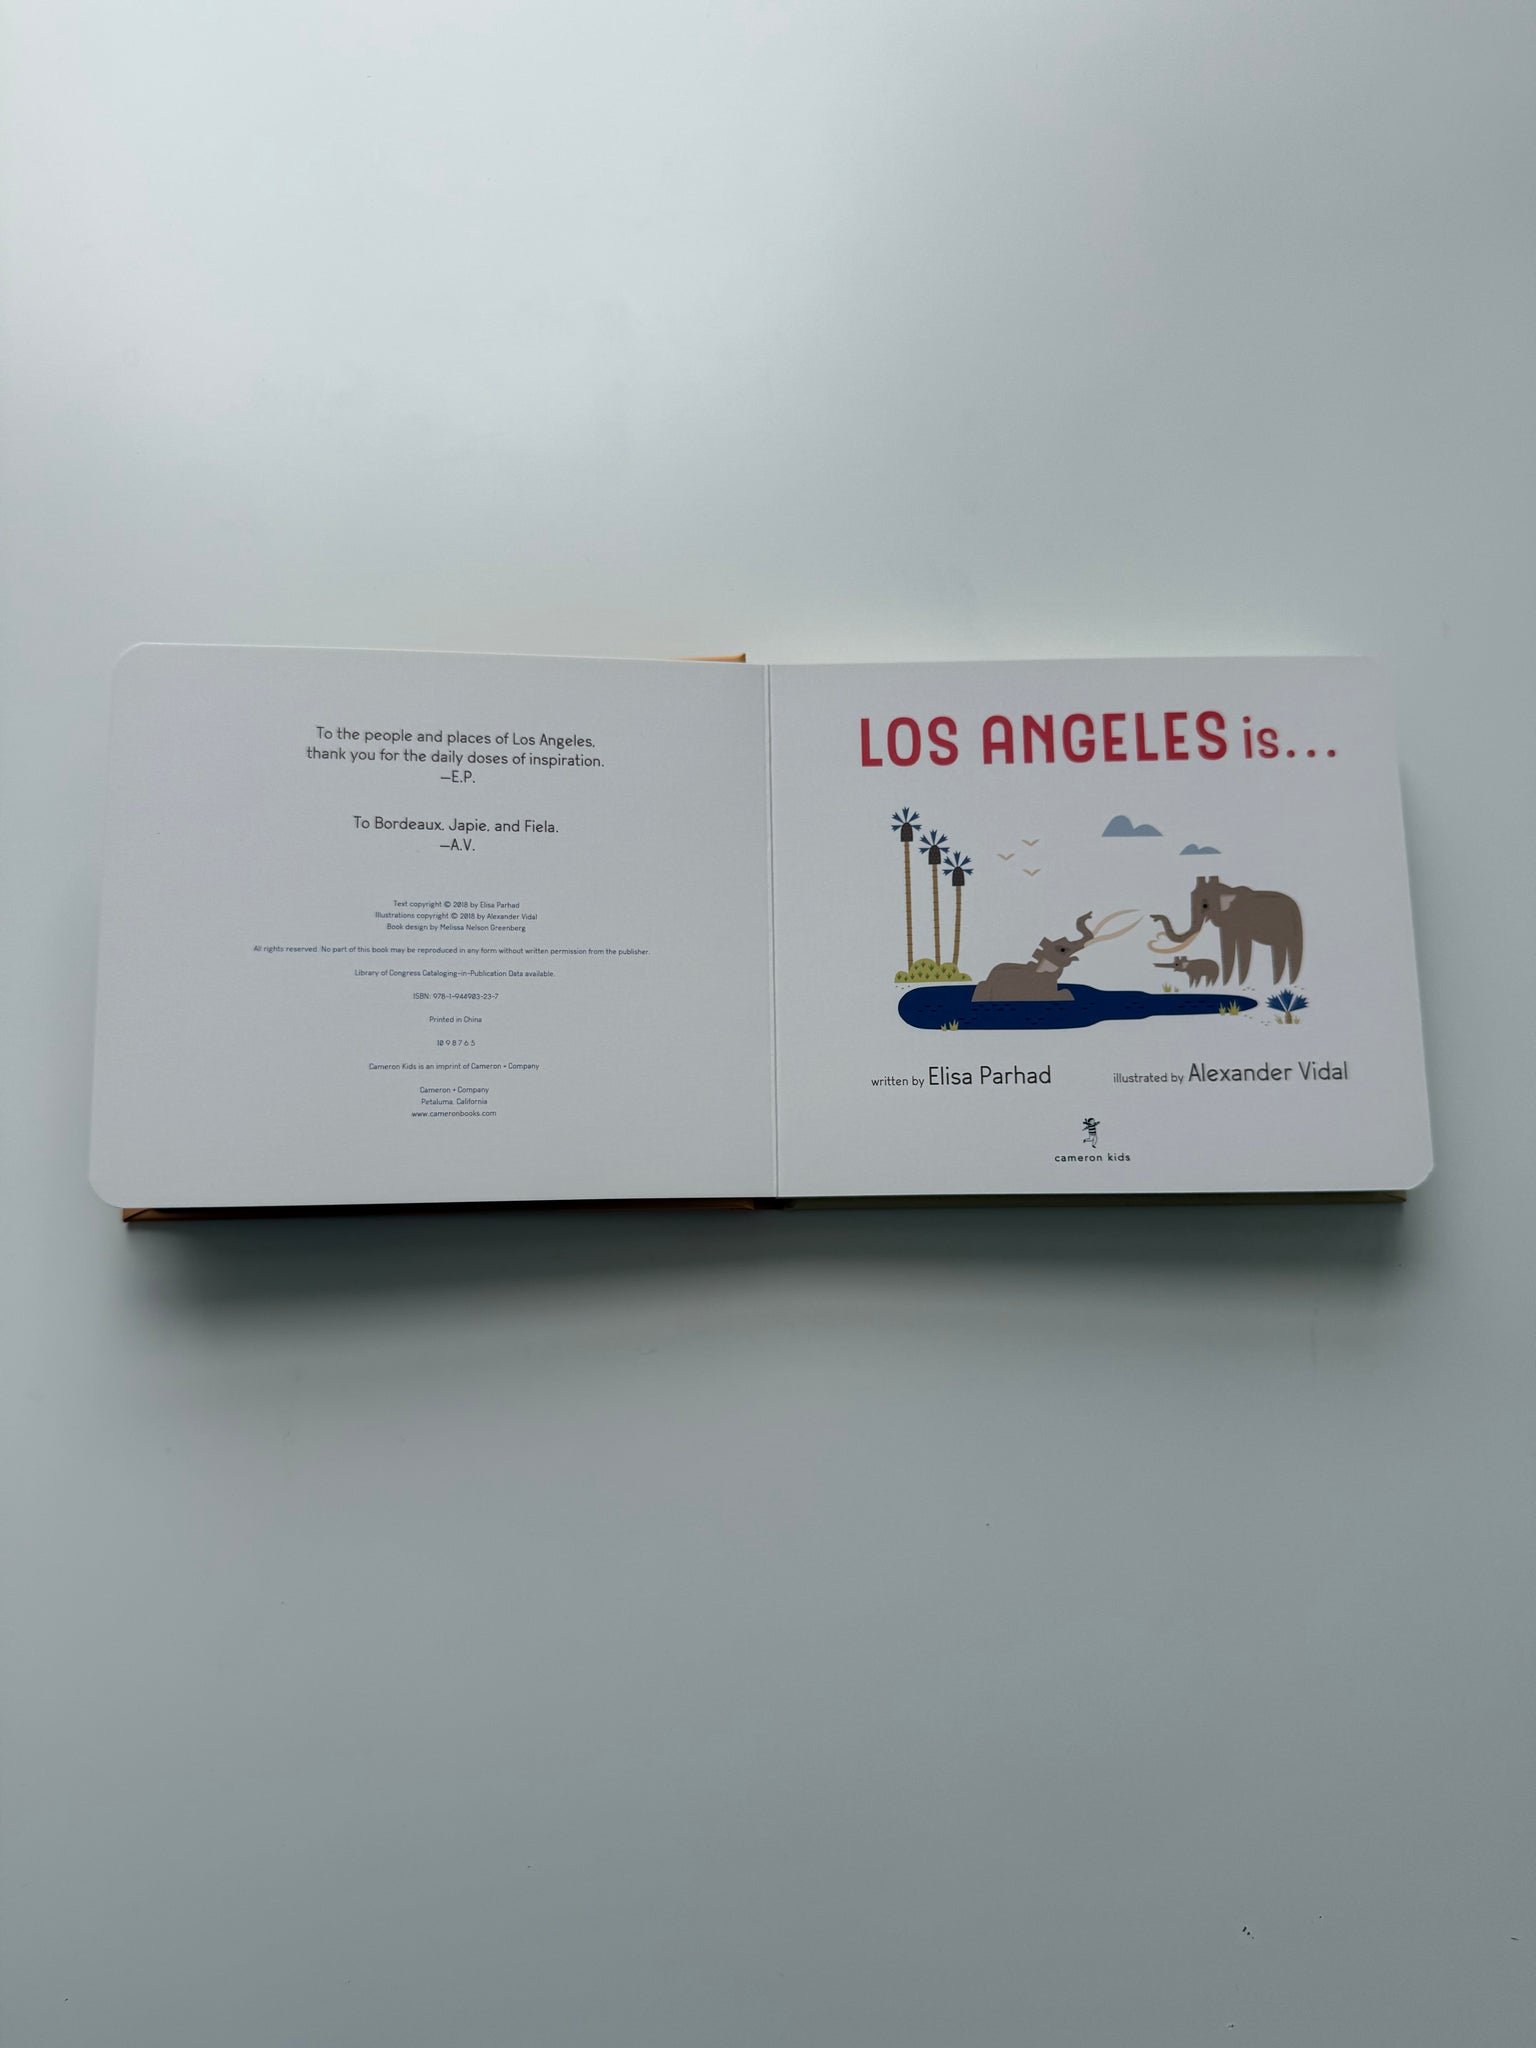 To the people and places of Los Angeles,
thank you for the daily doses of inspiration.
—E.P.
To Bordeaux, Japie, and Fiela.
—A.V.
Text copyright © 2018 by Elisa Parhad
Illustrations copyright © 2018 by Alexander Vidal
Book design by Melissa Nelson Greenberg
All rights reserved. No part of this book may be reproduced in any form without written permission from the publisher.
Library of Congress Cataloging-in-Publication Data available.
ISBN: 978-1-944903-23-7
Printed in China
10 9 8 7 6 5
Cameron Kids is an imprint of Cameron + Company
Cameron + Company
Petaluma, California
www.cameronbooks.com
LOS ANGELES is...
written by Elisa Parhad illustrated by Alexander Vidal
cameron kids